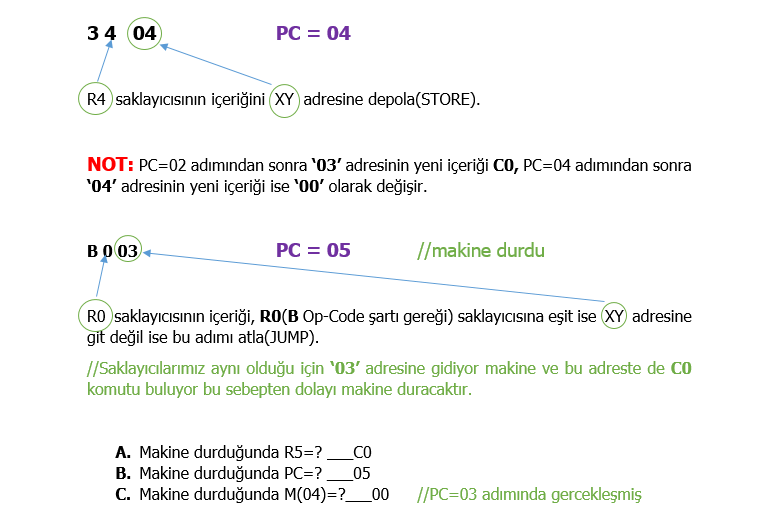 3 4 04 PC = 04
R4 saklayıcısının içeriğini XY adresine depola(STORE).
NOT: PC=02 adımından sonra ‘03’ adresinin yeni içeriği C0, PC=04 adımından sonra
‘04’ adresinin yeni içeriği ise ‘00’ olarak değişir.
B 0 03 PC = 05 //makine durdu
R0 saklayıcısının içeriği, R0(B Op-Code şartı gereği) saklayıcısına eşit ise XY adresine
git değil ise bu adımı atla(JUMP).
//Saklayıcılarımız aynı olduğu için ‘03’ adresine gidiyor makine ve bu adreste de C0
komutu buluyor bu sebepten dolayı makine duracaktır.
A. Makine durduğunda R5=? ___C0
B. Makine durduğunda PC=? ___05
C. Makine durduğunda M(04)=?___00 //PC=03 adımında gercekleşmiş